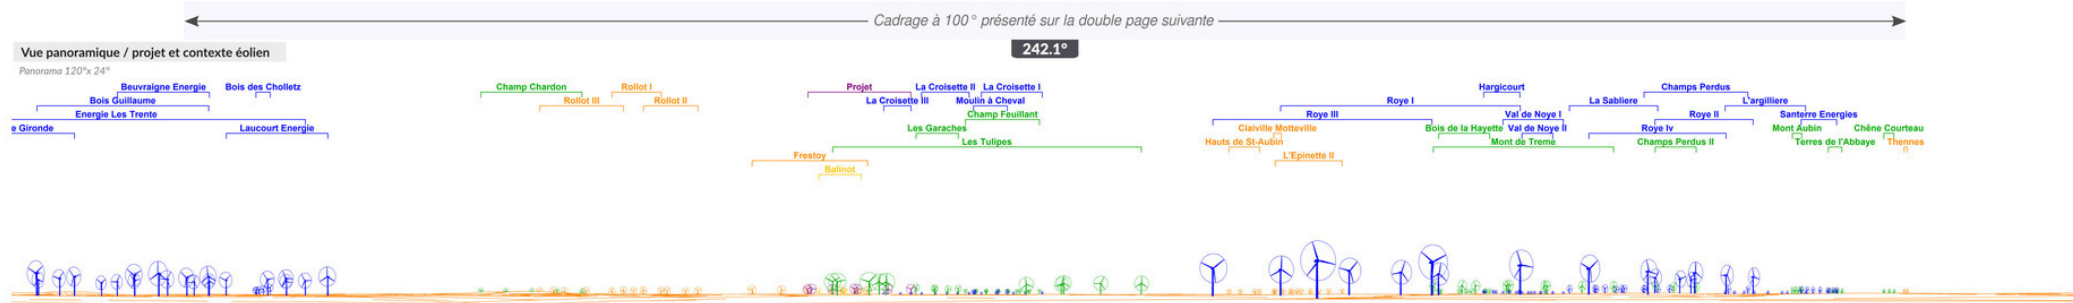 Cadrage à 100° présenté sur la double page suivante
242.1°
Vue panoramique / projet et contexte éolien
Panorama 120°x 24°
Beuvraigne Energie
Bois des Cholletz
Champ Chardon
Rollot I
Projet
La Croisette II
La Croisette I
Hargicourt
Champs Perdus
Bois Guillaume
Rollot III
Rollot II
La Croisette III
Moulin à Cheval
Roye I
La Sabliere
L'argilliere
Energie Les Trente
Champ Feuillant
Roye III
Val de Noye I
Roye II
Santerre Energies
e Gironde
Laucourt Energie
Les Garaches
Claiville Motteville
Bois de la Hayette
Val de Noye II
Roye Iv
Mont Aubin
Chêne Courteau
Les Tulipes
Hauts de St-Aubin
Mont de Treme
Champs Perdus II
Terres de l'Abbaye
Thennes
Frestoy
L'Epinette II
Balinot